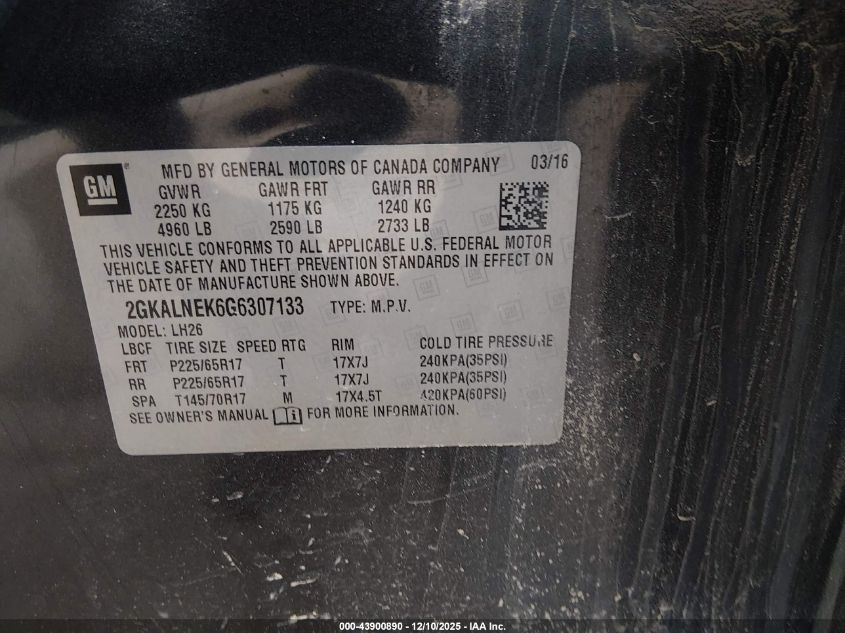 GM
MFD BY GENERAL MOTORS OF CANADA COMPANY 03/16
GVWR GAWR FRT GAWR RR
2250 KG 1175 KG 1240 KG
4960 LB 2590 LB 2733 LB
THIS VEHICLE CONFORMS TO ALL APPLICABLE U.S. FEDERAL MOTOR
VEHICLE SAFETY AND THEFT PREVENTION STANDARDS IN EFFECT ON
THE DATE OF MANUFACTURE SHOWN ABOVE.
2GKALNEK6G6307133 TYPE: M.P.V.
MODEL: LH26
LBCF TIRE SIZE SPEED RTG RIM COLD TIRE PRESSURE
FRT P225/65R17 T 17X7J 240KPA(35PSI)
RR P225/65R17 T 17X7J 240KPA(35PSI)
SPA T145/70R17 M 17X4.5T 420KPA(60PSI)
SEE OWNER'S MANUAL FOR MORE INFORMATION.
000-43900890 - 12/10/2025 - IAA Inc.